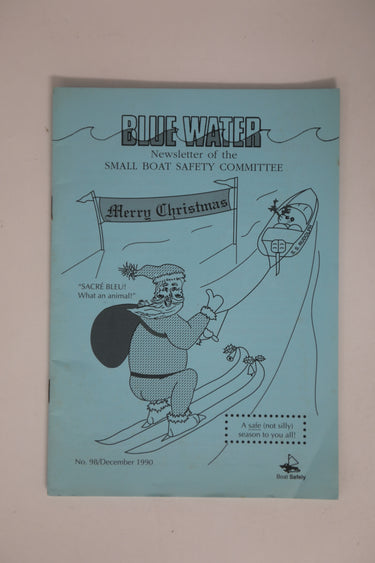 BLUE WATER
Newsletter of the
SMALL BOAT SAFETY COMMITTEE
Merry Christmas
"SACRÉ BLEU!
What an animal!"
A safe (not silly)
season to you all!
No. 98/December 1990
Boat Safely